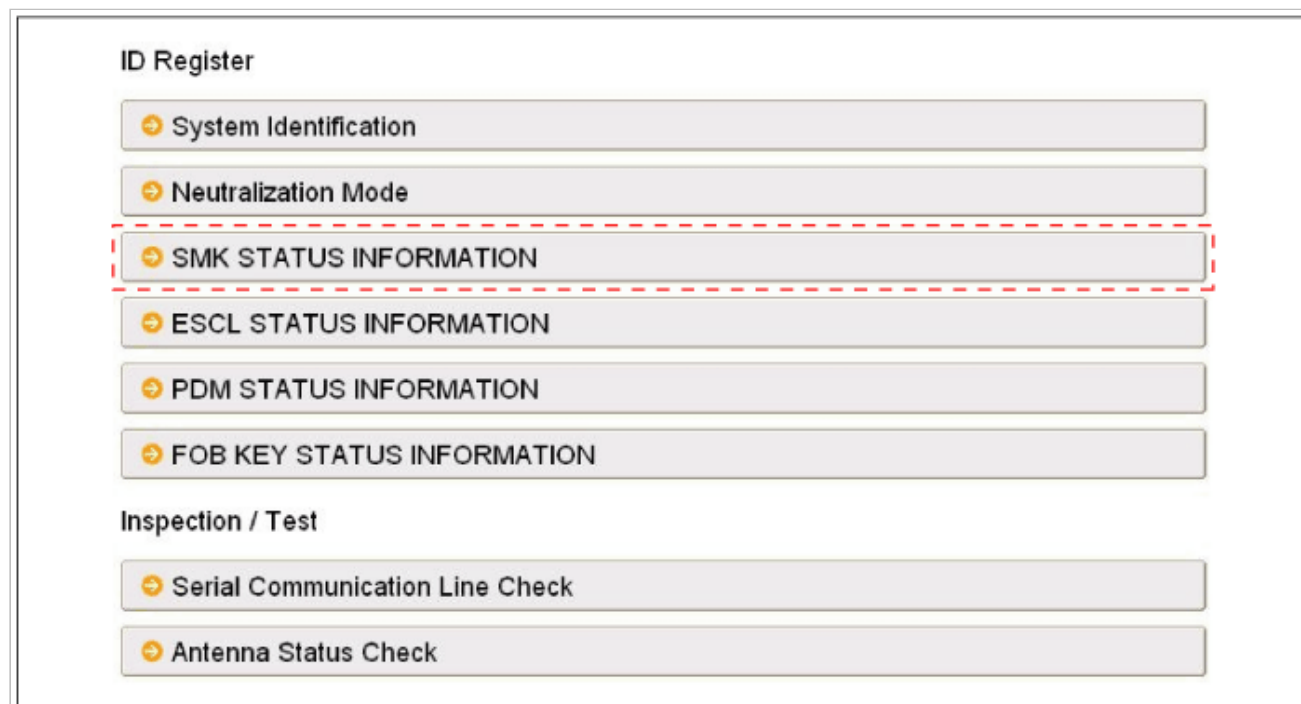 ID Register
System Identification
Neutralization Mode
SMK STATUS INFORMATION
ESCL STATUS INFORMATION
PDM STATUS INFORMATION
FOB KEY STATUS INFORMATION
Inspection / Test
Serial Communication Line Check
Antenna Status Check